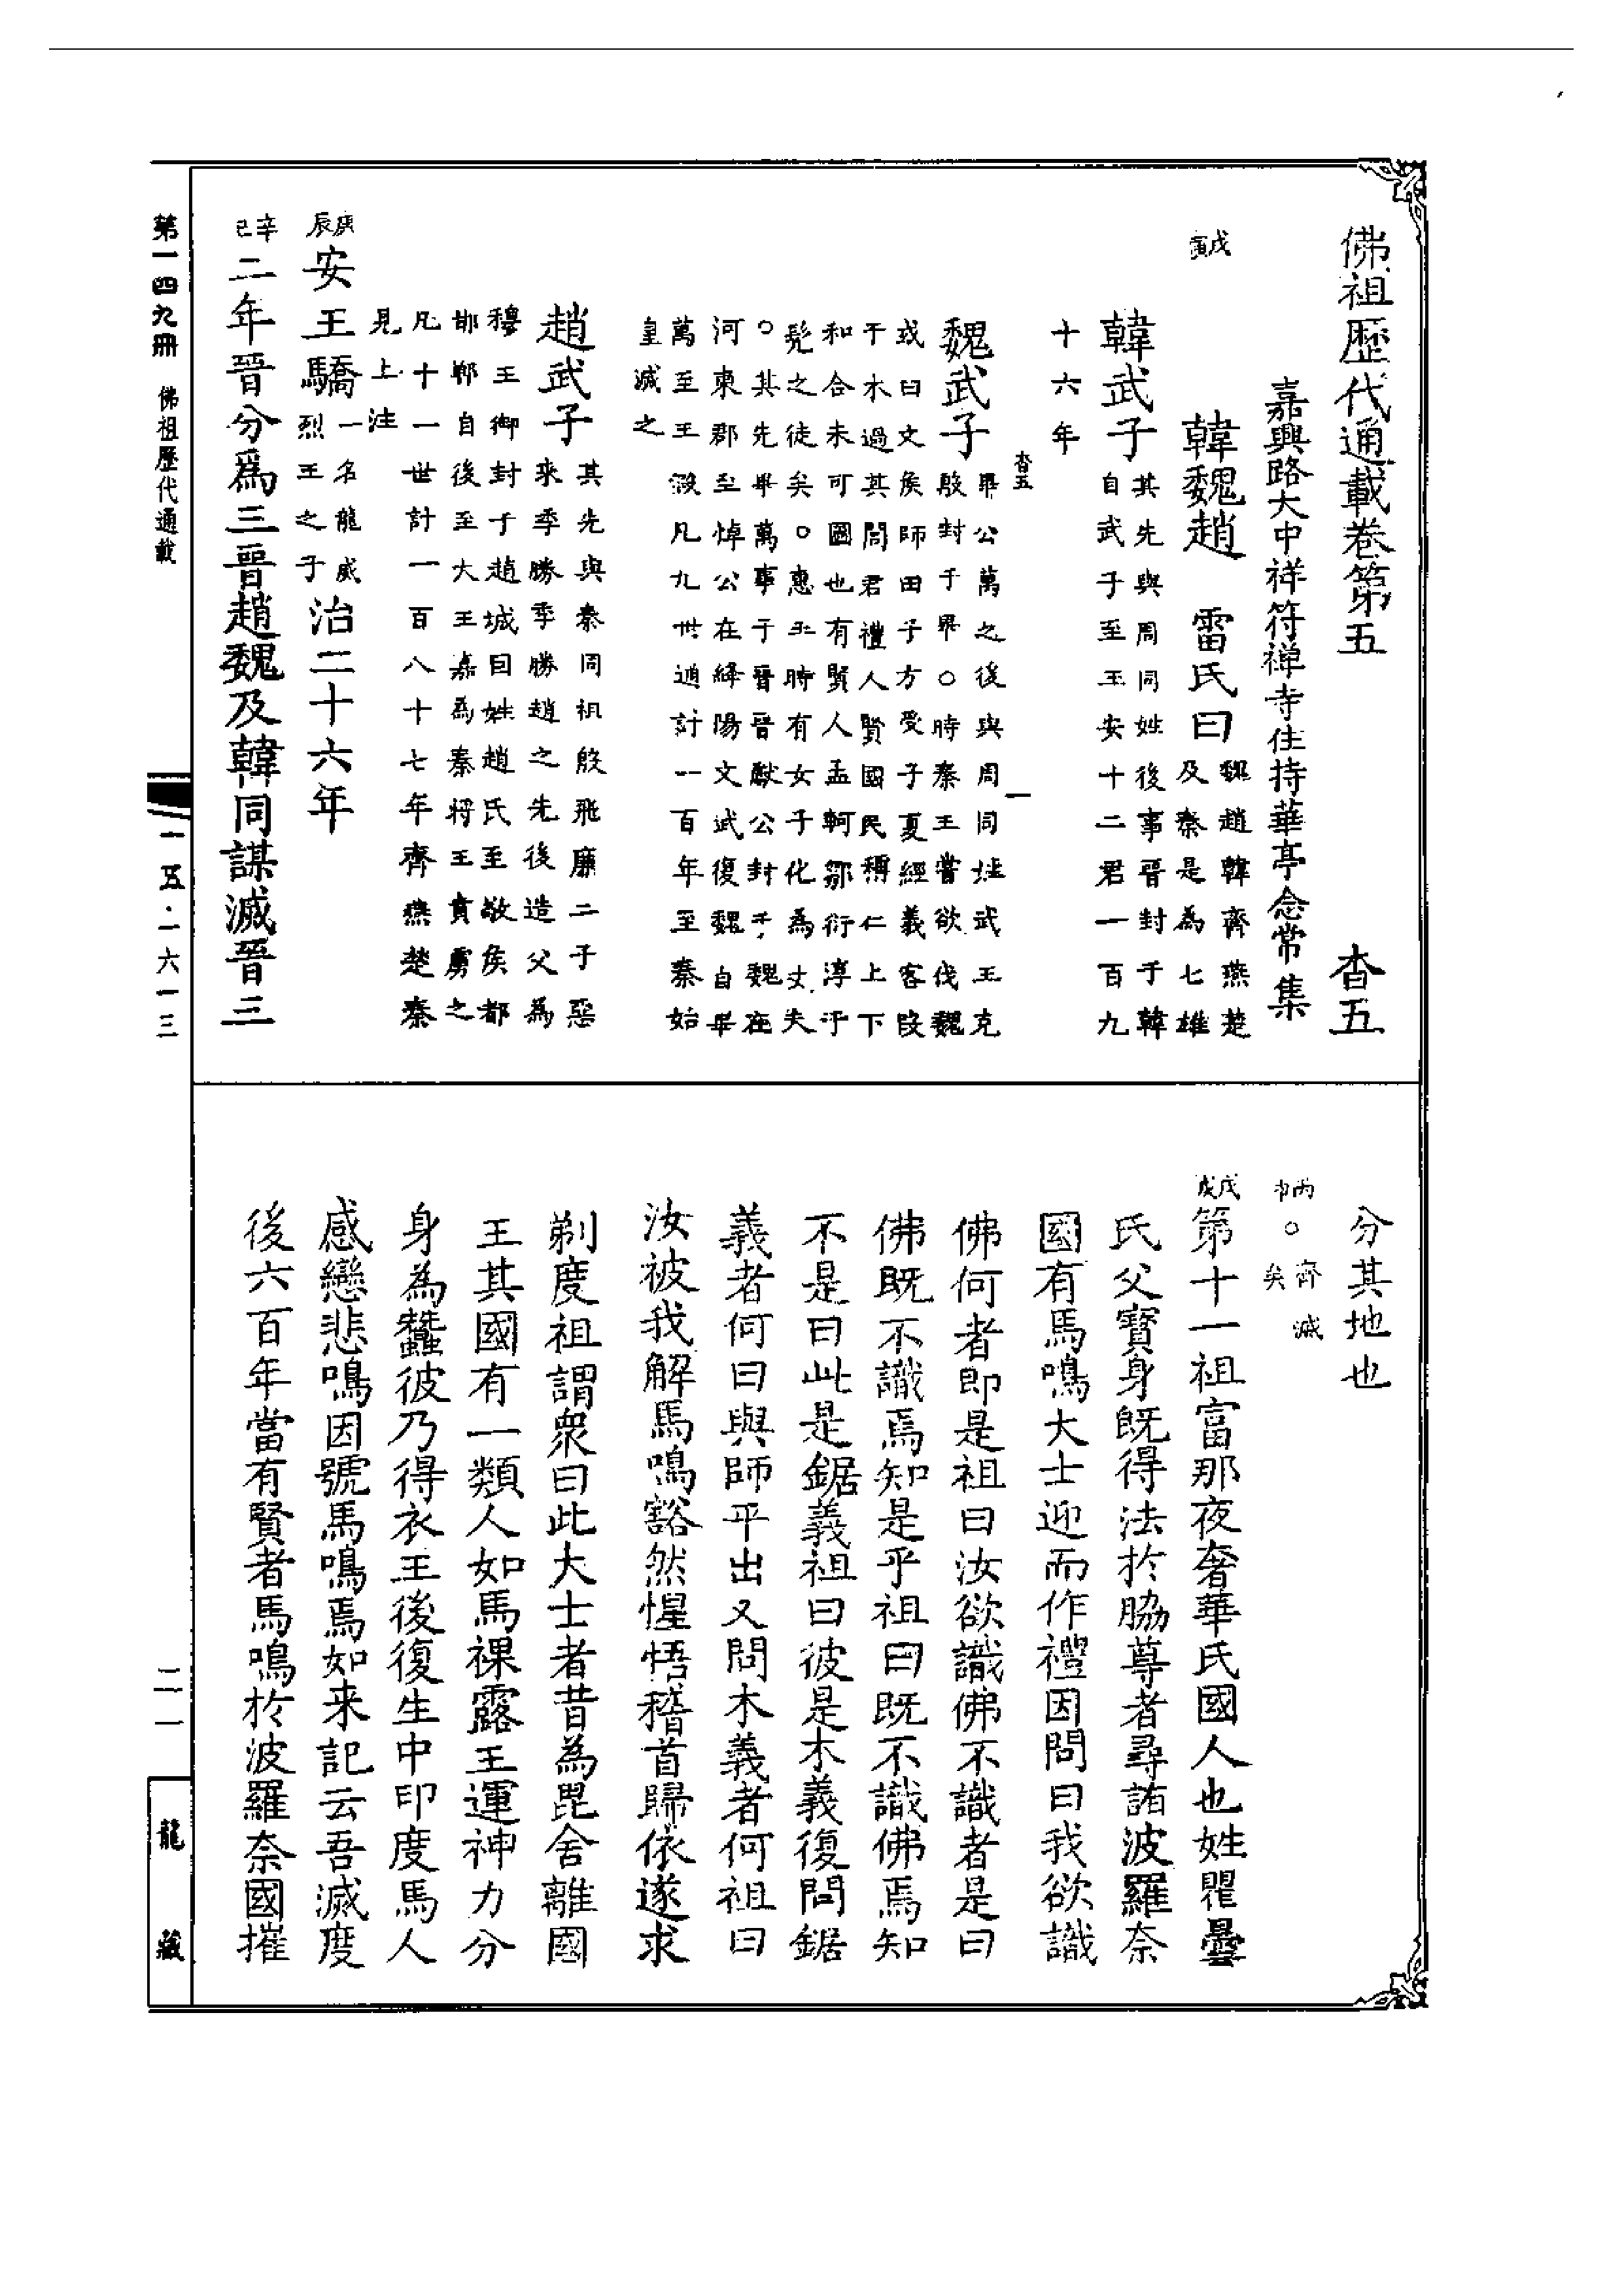 佛祖歷代通載卷第五 杳五
嘉興路大中祥符禅寺住持華亭念常集
戊寅
韓魏趙 雷氏曰
魏趙韓齊燕楚
及秦是為七雄
韓武子
其先與周同姓後事晉封于韓
自武子至王安十二君一百九
十六年
杳五 一
魏武子
畢公萬之後與周同姓武王克
殷封于畢○時秦王嘗欲伐魏
或曰文侯師田子方受子夏經義客段
干木過其閭君禮人賢國民稱仁上下
和合未可圖也有賢人孟軻鄒衍淳于
髡之徒矣○惠王時有女子化為丈夫
○其先畢萬事于晉晉獻公封于魏在
河東郡至悼公在絳陽文武復魏自畢
萬至王假凡九世通計一百年至秦始
皇滅之
趙武子
其先與秦同祖殷飛廉二子惡
來季勝季勝趙之先後造父為
穆王御封于趙城曰姓趙氏至敬侯都
邯鄲自後至大王嘉為秦將王賁虜之
凡十一世計一百八十七年齊燕楚秦
見上注
庚辰
安王驕
一名龍威
烈王之子
治二十六年
辛巳
二年晉分為三晉趙魏及韓同謀滅晉三
分其地也
丙申
○齊滅
矣
戊戌
第十一祖富那夜奢華氏國人也姓瞿曇
氏父寶身既得法於脇尊者尋詣波羅奈
國有馬鳴大士迎而作禮因問曰我欲識
佛何者即是祖曰汝欲識佛不識者是曰
佛既不識焉知是乎祖曰既不識佛焉知
不是曰此是鋸義祖曰彼是木義復問鋸
義者何曰與師平出又問木義者何祖曰
汝被我解馬鳴豁然惺悟稽首歸依遂求
剃度祖謂眾曰此大士者昔為毘舍離國
王其國有一類人如馬裸露王運神力分
身為蠶彼乃得衣王後復生中印度馬人
感戀悲鳴因號馬鳴焉如来記云吾滅度
後六百年當有賢者馬鳴於波羅奈國摧
第一四九冊 佛祖歷代通載
一五·一六一三
二一
龍藏